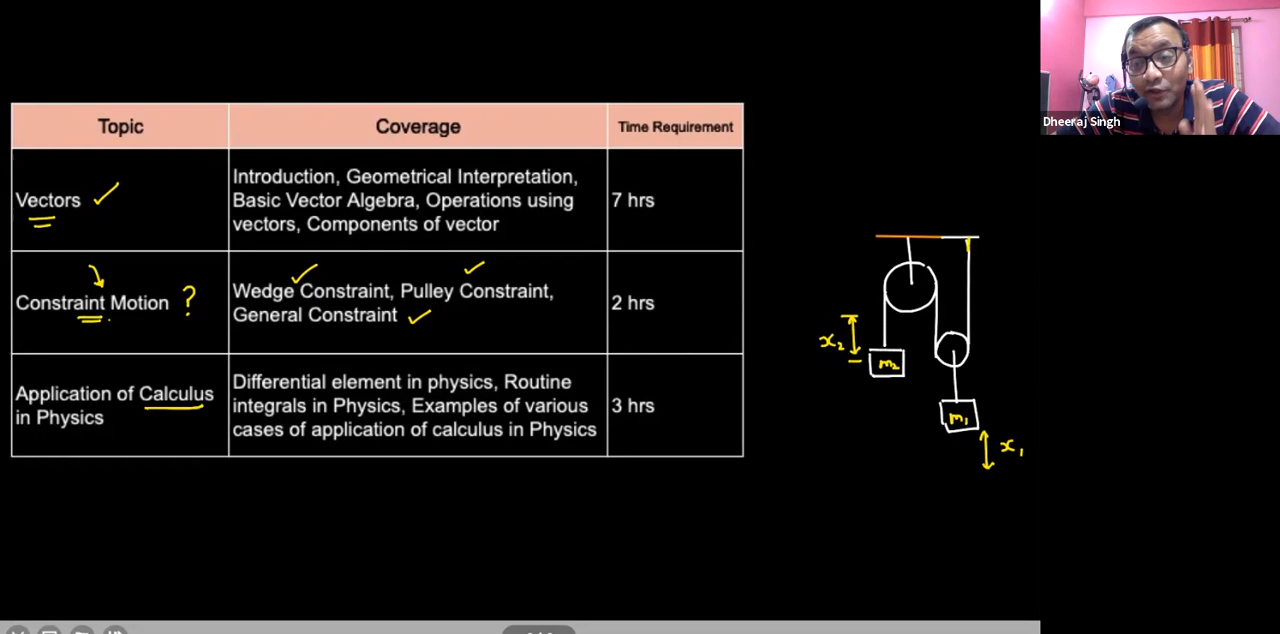 Dheeraj Singh
Topic
Coverage
Time Requirement
Vectors
Introduction, Geometrical Interpretation,
Basic Vector Algebra, Operations using
vectors, Components of vector
7 hrs
Constraint Motion ?
Wedge Constraint, Pulley Constraint,
General Constraint
2 hrs
Application of Calculus
in Physics
Differential element in physics, Routine
integrals in Physics, Examples of various
cases of application of calculus in Physics
3 hrs
x₂
m₂
m₁
x₁